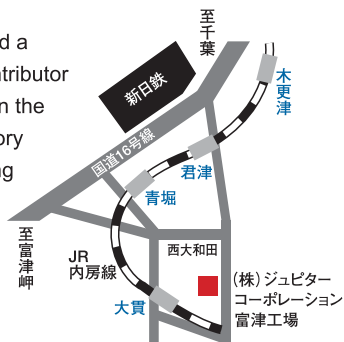 d a
ntributor
n the
ory
ng
至千葉
新日鉄
木更津
国道16号線
君津
青堀
至富津岬
JR
内房線
西大和田
大貫
(株)ジュピター
コーポレーション
富津工場